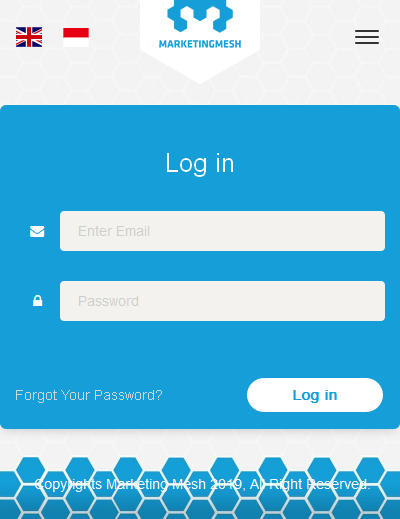 MARKETINGMESH
Log in
Enter Email
Password
Forgot Your Password?
Log in
Copyrights Marketing Mesh 2019, All Right Reserved.